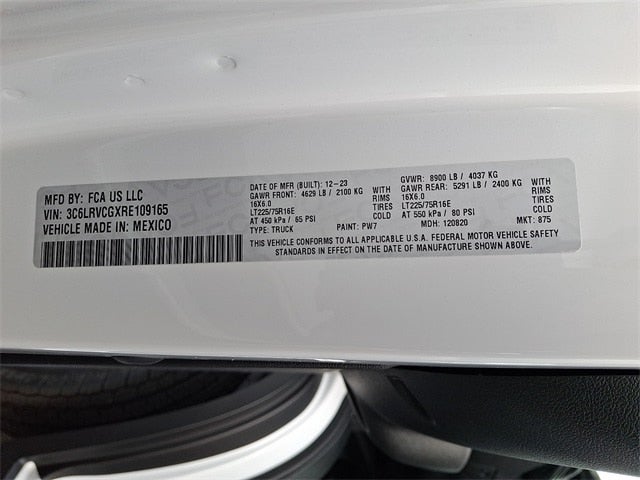 MFD BY: FCA US LLC
VIN: 3C6LRVCGXRE109165
VEHICLE MADE IN: MEXICO
DATE OF MFR (BUILT): 12-23
GAWR FRONT: 4629 LB / 2100 KG
16X6.0
LT225/75R16E
AT 450 kPa / 65 PSI
TYPE: TRUCK
WITH
RIMS
TIRES
COLD
PAINT: PW7
GVWR: 8900 LB / 4037 KG
GAWR REAR: 5291 LB / 2400 KG
16X6.0
LT225/75R16E
AT 550 kPa / 80 PSI
MDH: 120820
WITH
RIMS
TIRES
COLD
MKT: 875
THIS VEHICLE CONFORMS TO ALL APPLICABLE U.S.A. FEDERAL MOTOR VEHICLE SAFETY
STANDARDS IN EFFECT ON THE DATE OF MANUFACTURE SHOWN ABOVE.